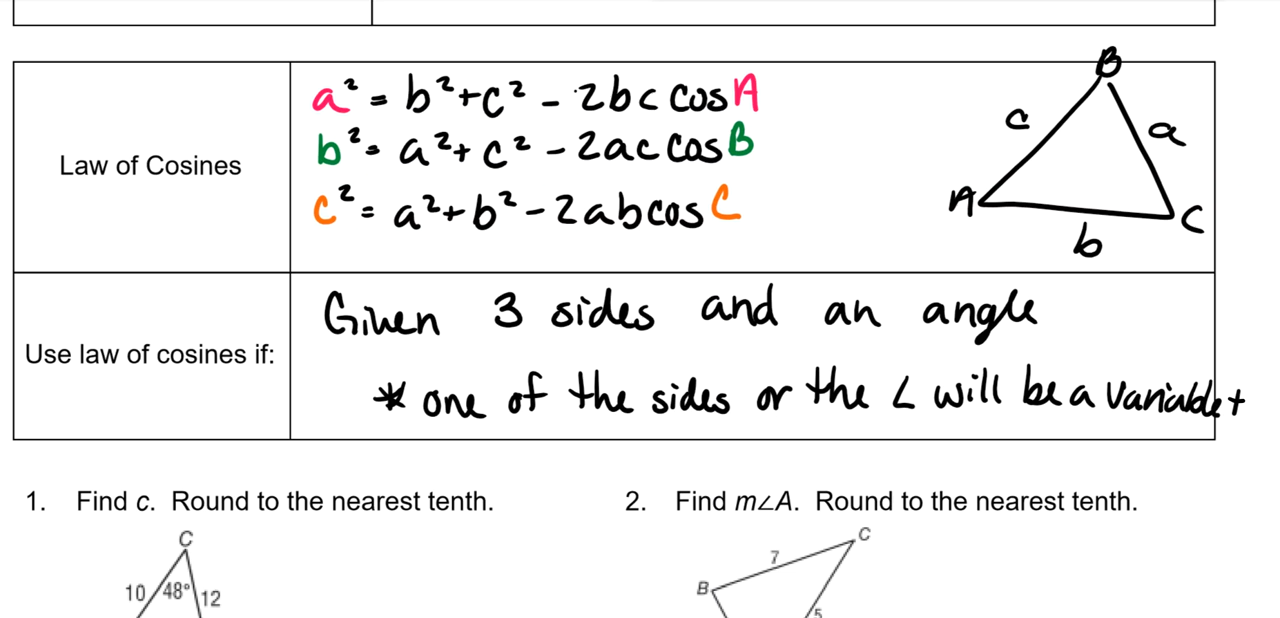 Law of Cosines
a² = b² + c² - 2bc cos A
b² = a² + c² - 2ac cos B
c² = a² + b² - 2ab cos C
B
c
a
A
C
b
Use law of cosines if:
Given 3 sides and an angle
* one of the sides or the ∠ will be a variable *
1. Find c. Round to the nearest tenth.
C
10 48° 12
2. Find m∠A. Round to the nearest tenth.
C
7
B
5